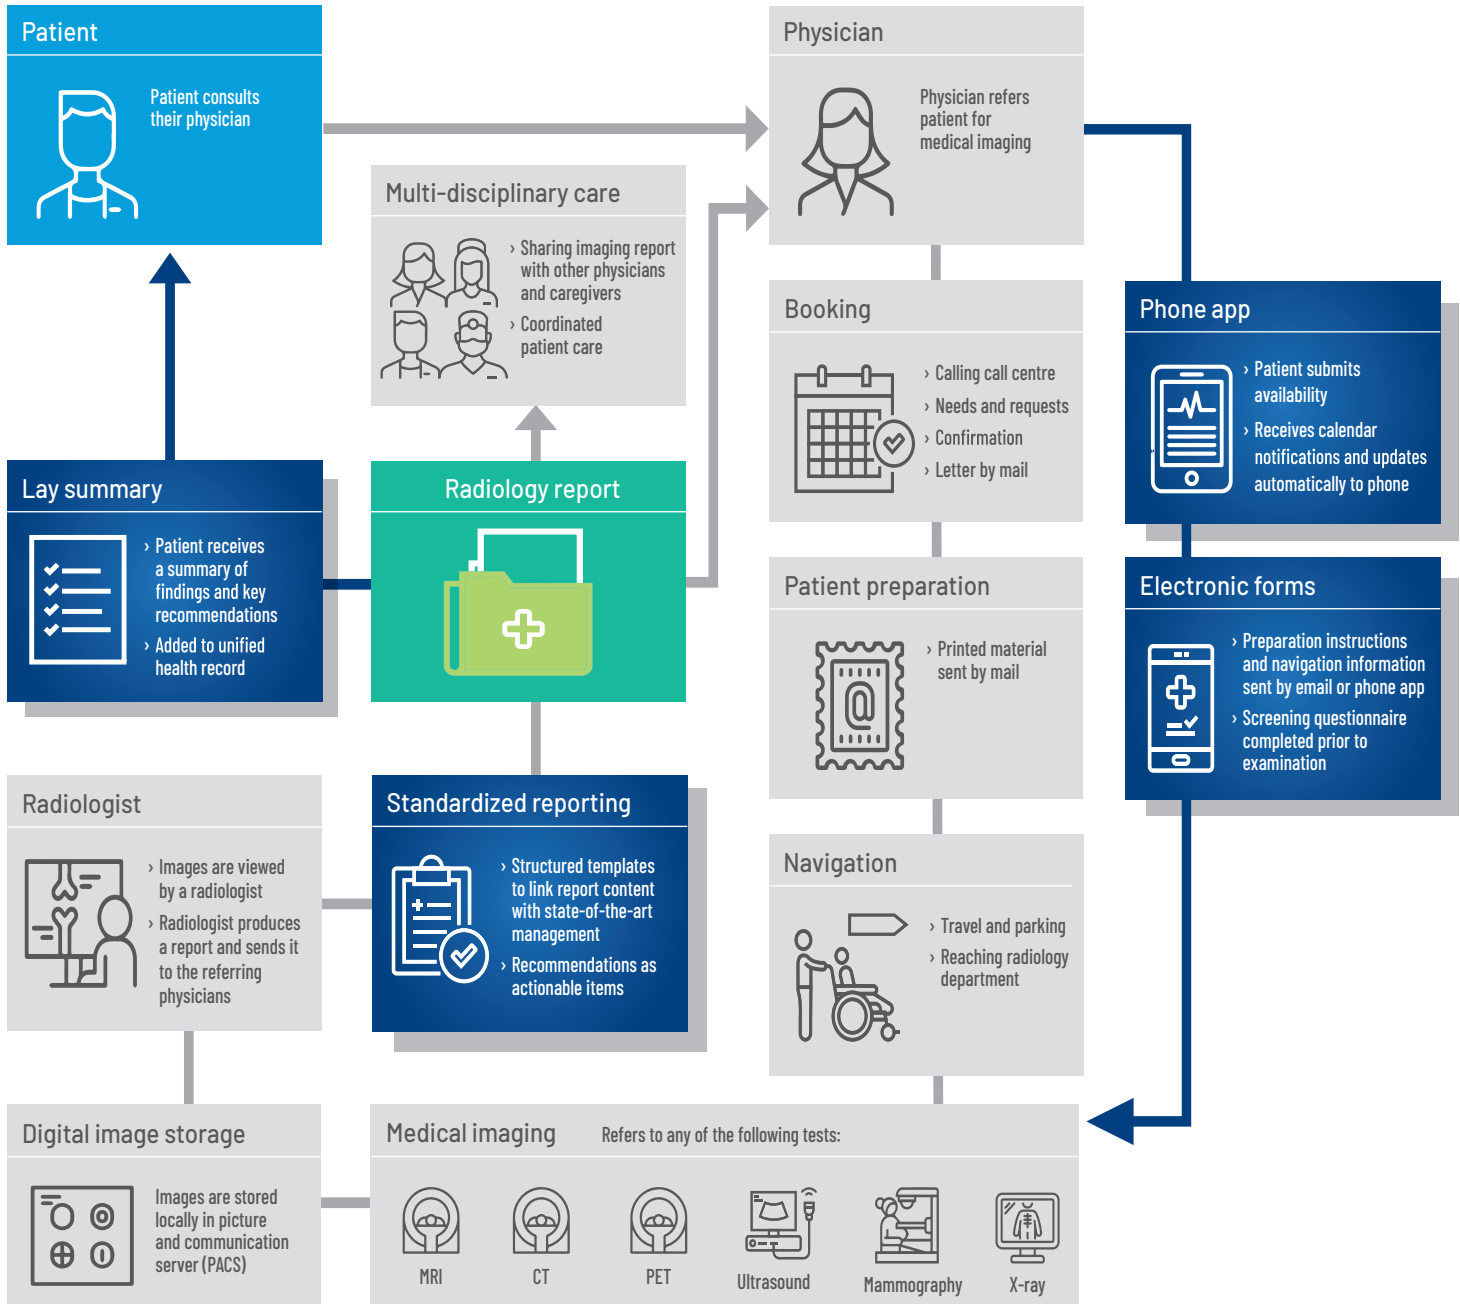 Patient
Patient consults
their physician
Physician
Physician refers
patient for
medical imaging
Multi-disciplinary care
› Sharing imaging report
with other physicians
and caregivers
› Coordinated
patient care
Booking
› Calling call centre
› Needs and requests
› Confirmation
› Letter by mail
Phone app
› Patient submits
availability
› Receives calendar
notifications and updates
automatically to phone
Lay summary
› Patient receives
a summary of
findings and key
recommendations
› Added to unified
health record
Radiology report
Patient preparation
› Printed material
sent by mail
Electronic forms
› Preparation instructions
and navigation information
sent by email or phone app
› Screening questionnaire
completed prior to
examination
Radiologist
› Images are viewed
by a radiologist
› Radiologist produces
a report and sends it
to the referring
physicians
Standardized reporting
› Structured templates
to link report content
with state-of-the-art
management
› Recommendations as
actionable items
Navigation
› Travel and parking
› Reaching radiology
department
Digital image storage
Images are stored
locally in picture
and communication
server (PACS)
Medical imaging
Refers to any of the following tests:
MRI
CT
PET
Ultrasound
Mammography
X-ray